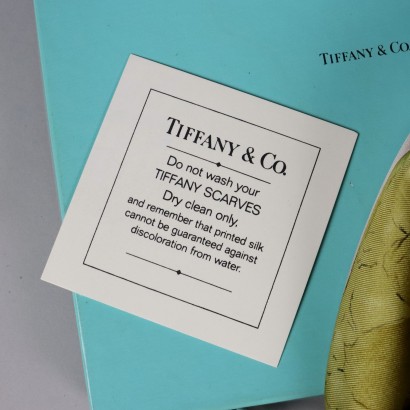 TIFFANY & CO.
TIFFANY & CO.
Do not wash your
TIFFANY SCARVES
Dry clean only.
and remember that printed silk
cannot be guaranteed against
discoloration from water.